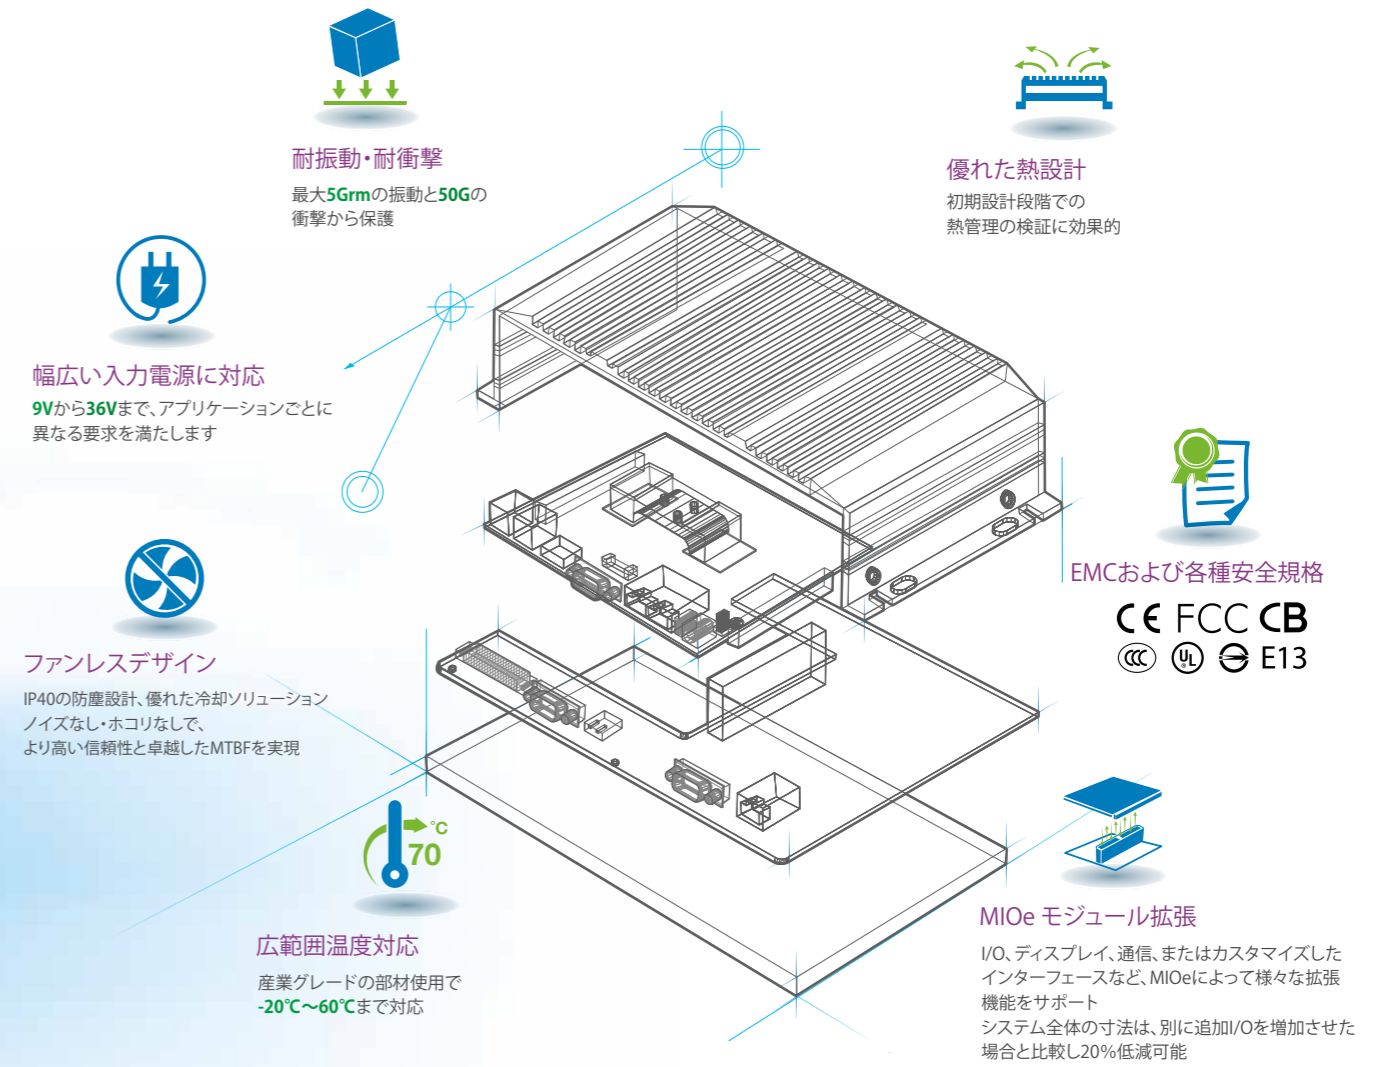 耐振動・耐衝撃
最大5Grmの振動と50Gの
衝撃から保護
優れた熱設計
初期設計段階での
熱管理の検証に効果的
幅広い入力電源に対応
9Vから36Vまで、アプリケーションごとに
異なる要求を満たします
EMCおよび各種安全規格
CE FCC CB
CCC UL E13
ファンレスデザイン
IP40の防塵設計、優れた冷却ソリューション
ノイズなし・ホコリなしで、
より高い信頼性と卓越したMTBFを実現
℃
70
広範囲温度対応
産業グレードの部材使用で
-20℃～60℃まで対応
MIOe モジュール拡張
I/O、ディスプレイ、通信、またはカスタマイズした
インターフェースなど、MIOeによって様々な拡張
機能をサポート
システム全体の寸法は、別に追加I/Oを増加させた
場合と比較し20%低減可能